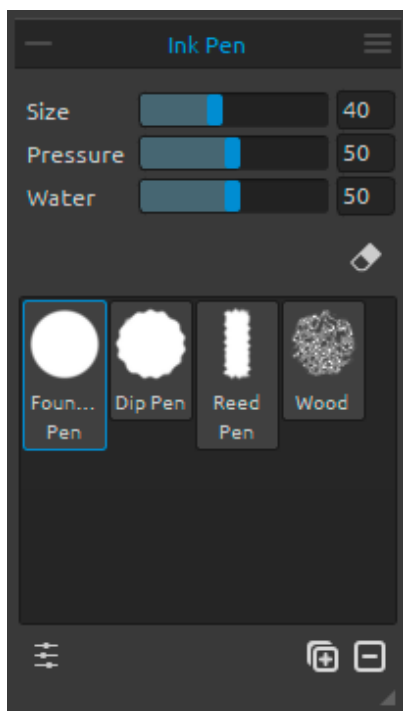 Ink Pen
Size 40
Pressure 50
Water 50
Foun... Dip Pen Reed Wood
Pen Pen